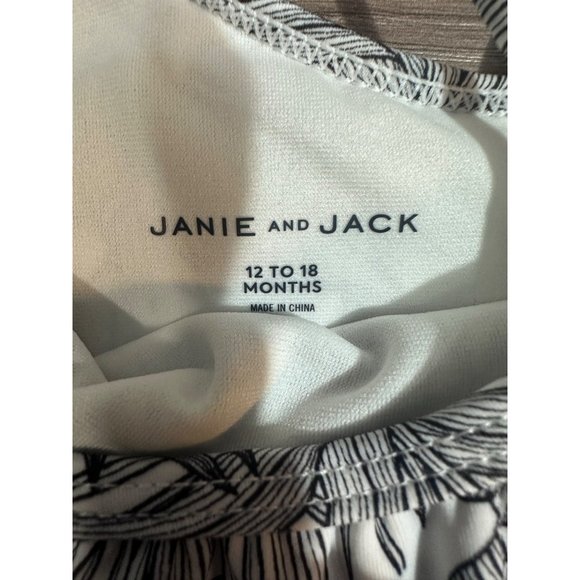 JANIE AND JACK
12 TO 18
MONTHS
MADE IN CHINA